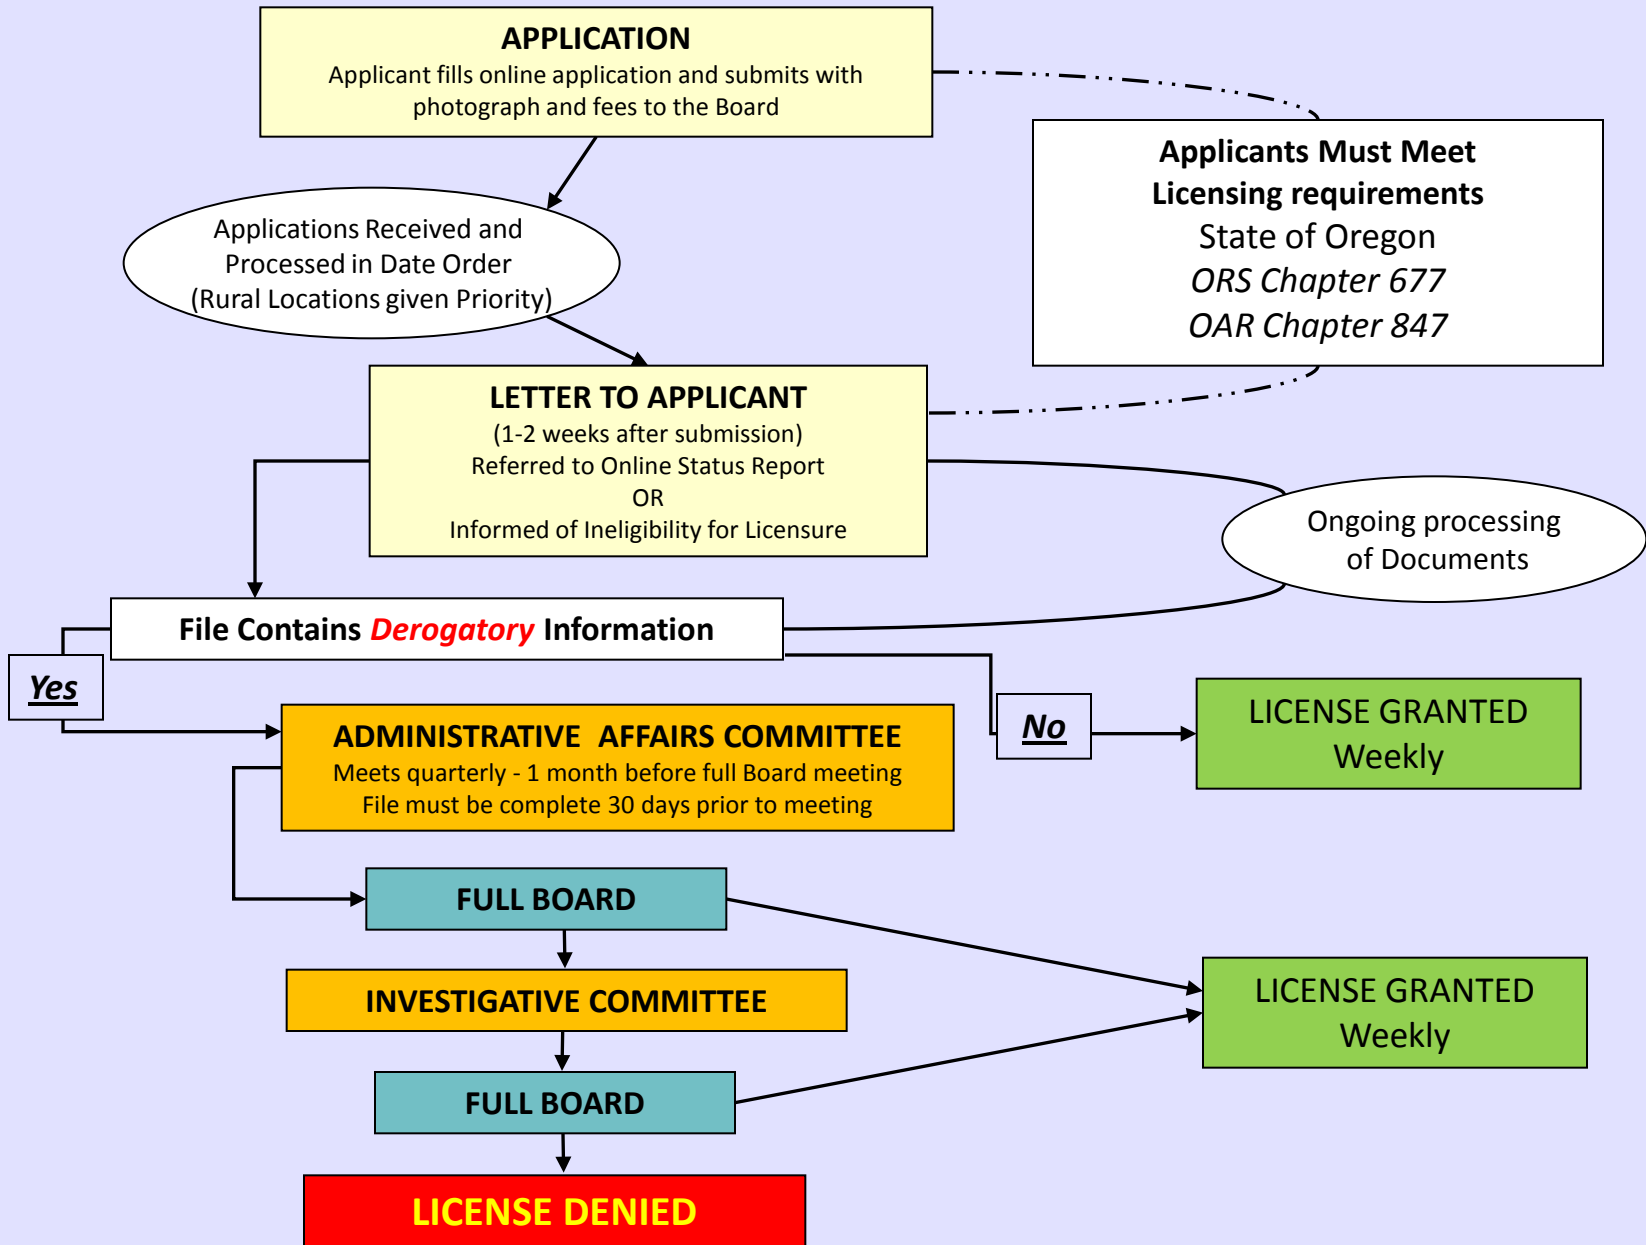 APPLICATION
Applicant fills online application and submits with
photograph and fees to the Board
Applicants Must Meet
Licensing requirements
State of Oregon
ORS Chapter 677
OAR Chapter 847
Applications Received and
Processed in Date Order
(Rural Locations given Priority)
LETTER TO APPLICANT
(1-2 weeks after submission)
Referred to Online Status Report
OR
Informed of Ineligibility for Licensure
Ongoing processing
of Documents
File Contains Derogatory Information
Yes
No
LICENSE GRANTED
Weekly
ADMINISTRATIVE  AFFAIRS COMMITTEE
Meets quarterly - 1 month before full Board meeting
File must be complete 30 days prior to meeting
FULL BOARD
INVESTIGATIVE COMMITTEE
LICENSE GRANTED
Weekly
FULL BOARD
LICENSE DENIED